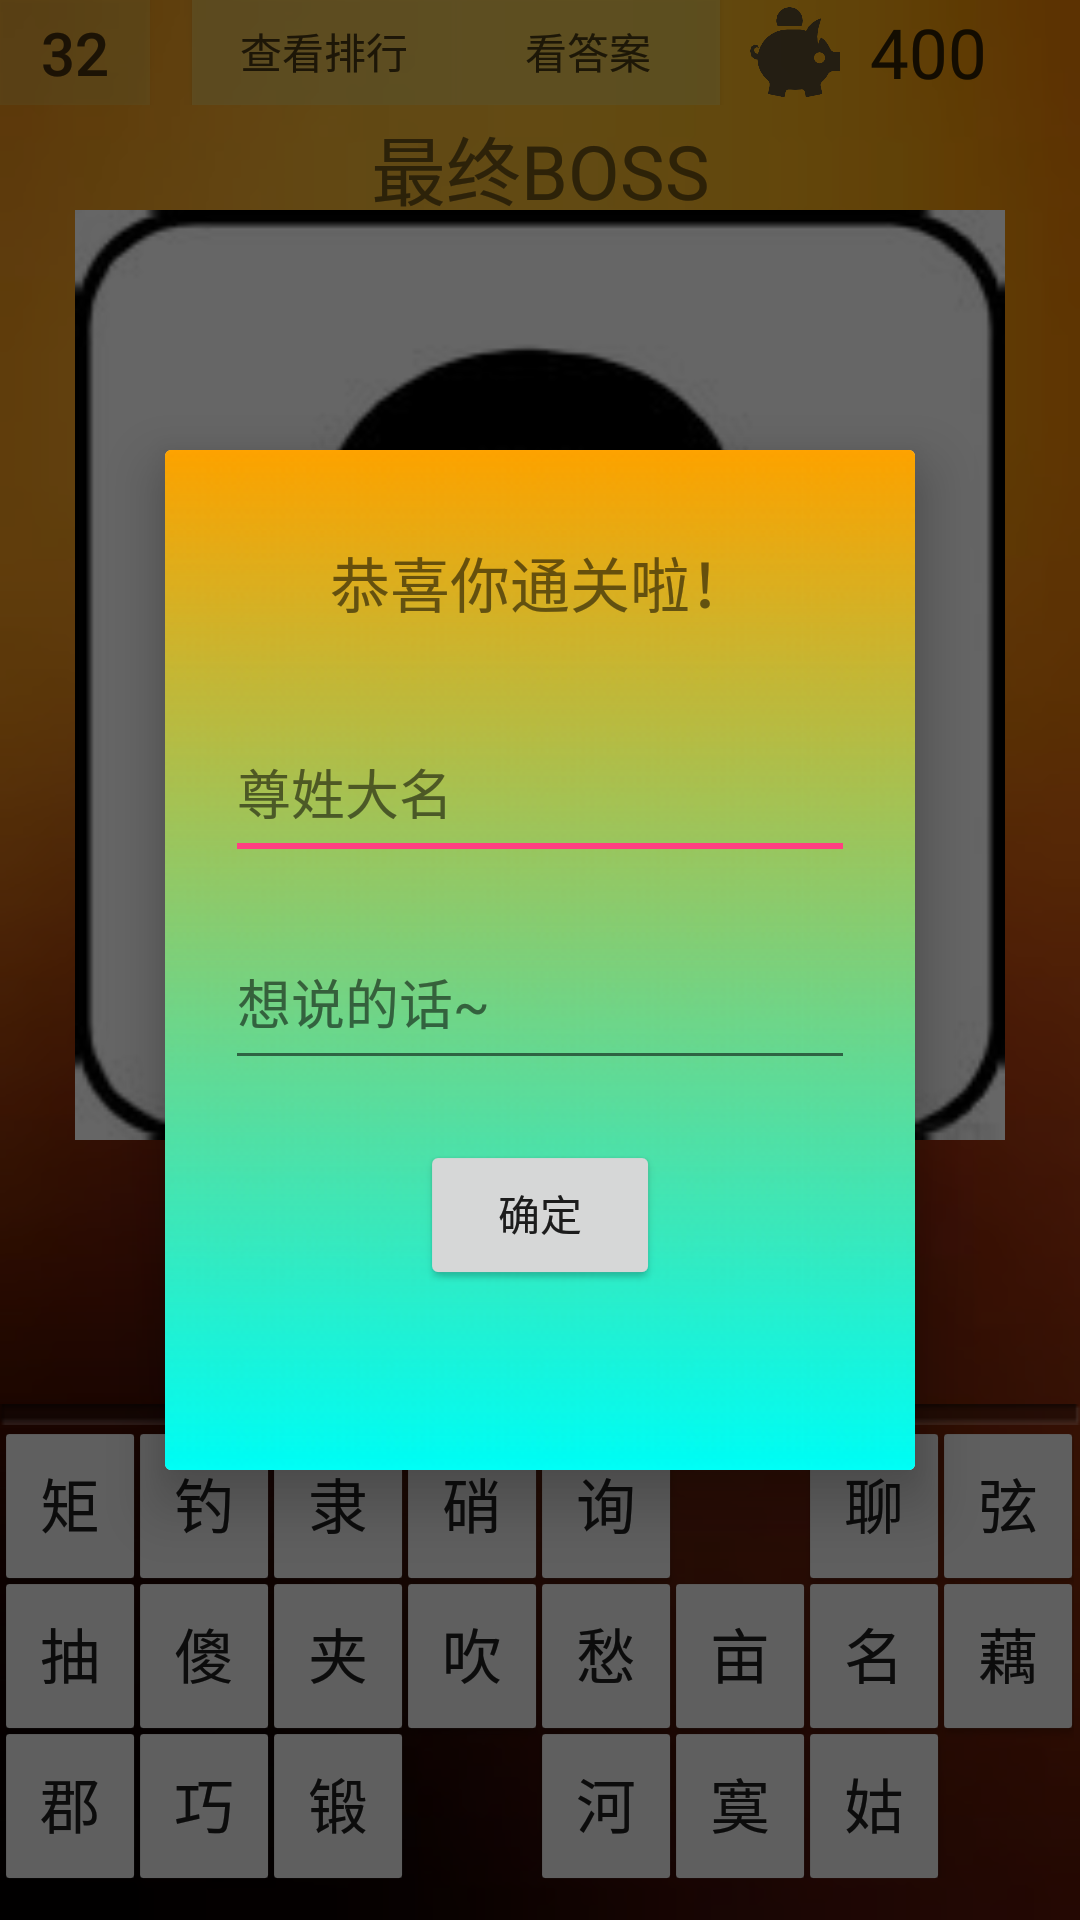 32 查看排行 看答案 400
最终BOSS
恭喜你通关啦！
尊姓大名
想说的话~
确定
矩 钓 隶 硝 询 聊 弦
抽 傻 夹 吹 愁 亩 名 藕
郡 巧 锻 河 寞 姑